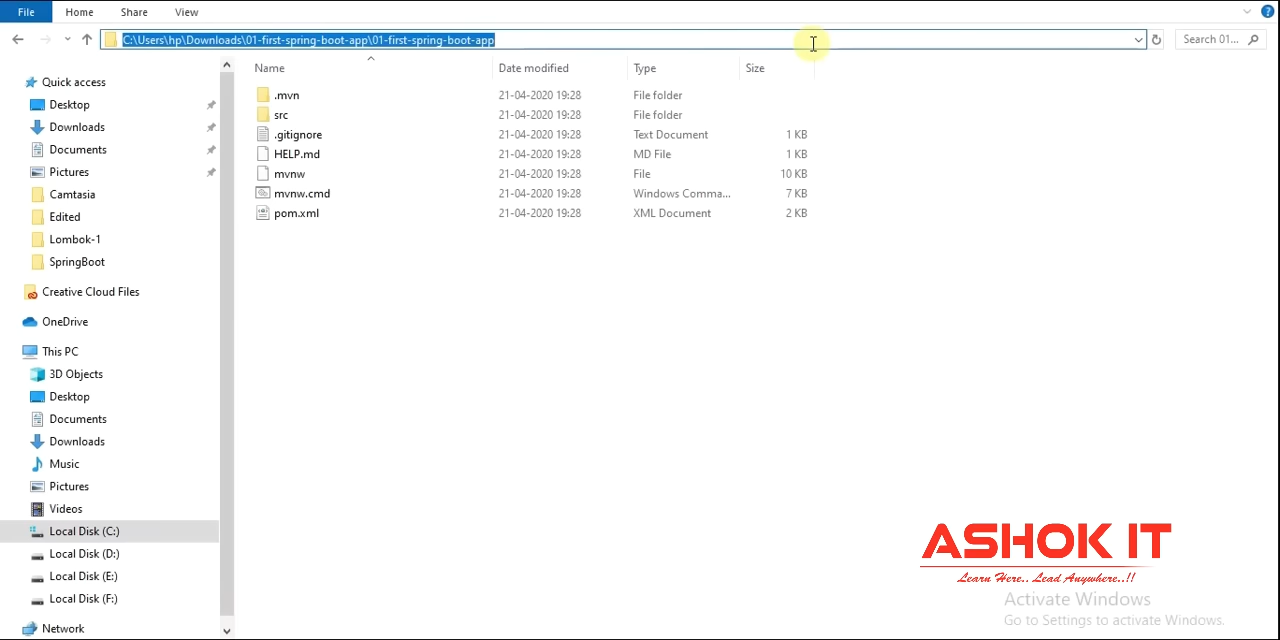 File Home Share View
C:\Users\hp\Downloads\01-first-spring-boot-app\01-first-spring-boot-app
Search 01...
Name Date modified Type Size
.mvn 21-04-2020 19:28 File folder
src 21-04-2020 19:28 File folder
.gitignore 21-04-2020 19:28 Text Document 1 KB
HELP.md 21-04-2020 19:28 MD File 1 KB
mvnw 21-04-2020 19:28 File 10 KB
mvnw.cmd 21-04-2020 19:28 Windows Comma... 7 KB
pom.xml 21-04-2020 19:28 XML Document 2 KB
Quick access
Desktop
Downloads
Documents
Pictures
Camtasia
Edited
Lombok-1
SpringBoot
Creative Cloud Files
OneDrive
This PC
3D Objects
Desktop
Documents
Downloads
Music
Pictures
Videos
Local Disk (C:)
Local Disk (D:)
Local Disk (E:)
Local Disk (F:)
Network
ASHOK IT
Learn Here.. Lead Anywhere..!!
Activate Windows
Go to Settings to activate Windows.